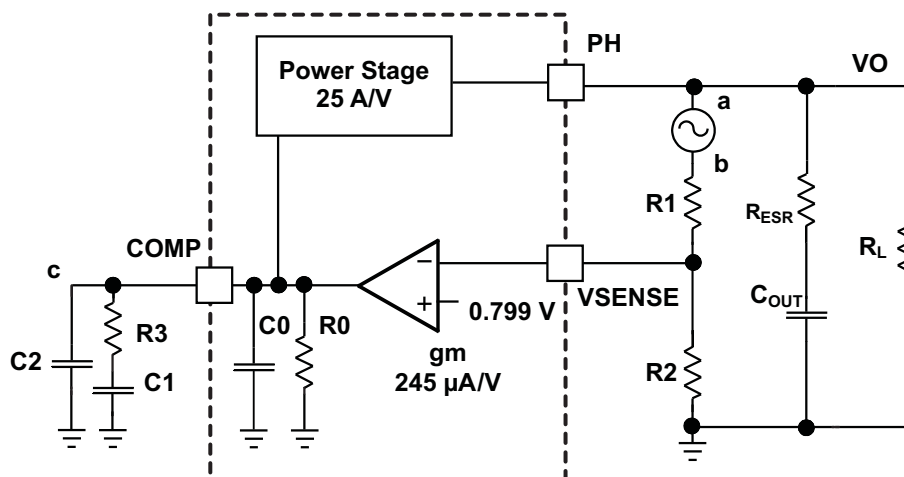 PH
VO
Power Stage
25 A/V
a
b
R1
RESR
RL
COMP
c
VSENSE
0.799 V
COUT
C0
R0
R3
C2
C1
gm
245 µA/V
R2